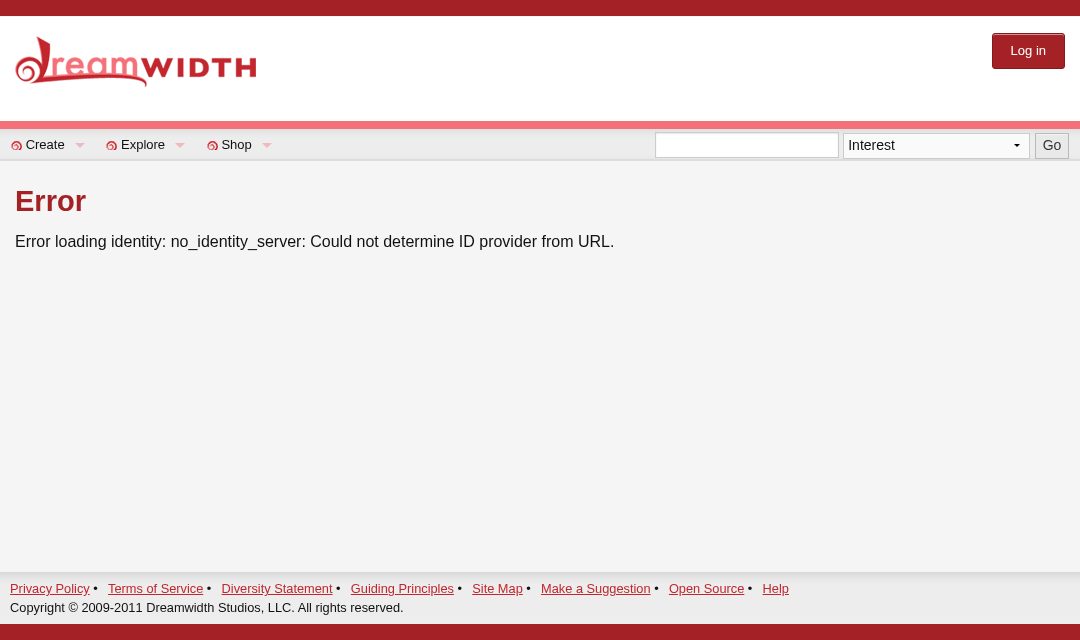 dreamwidth
Log in
Create Explore Shop Interest Go
Error
Error loading identity: no_identity_server: Could not determine ID provider from URL.
Privacy Policy • Terms of Service • Diversity Statement • Guiding Principles • Site Map • Make a Suggestion • Open Source • Help
Copyright © 2009-2011 Dreamwidth Studios, LLC. All rights reserved.